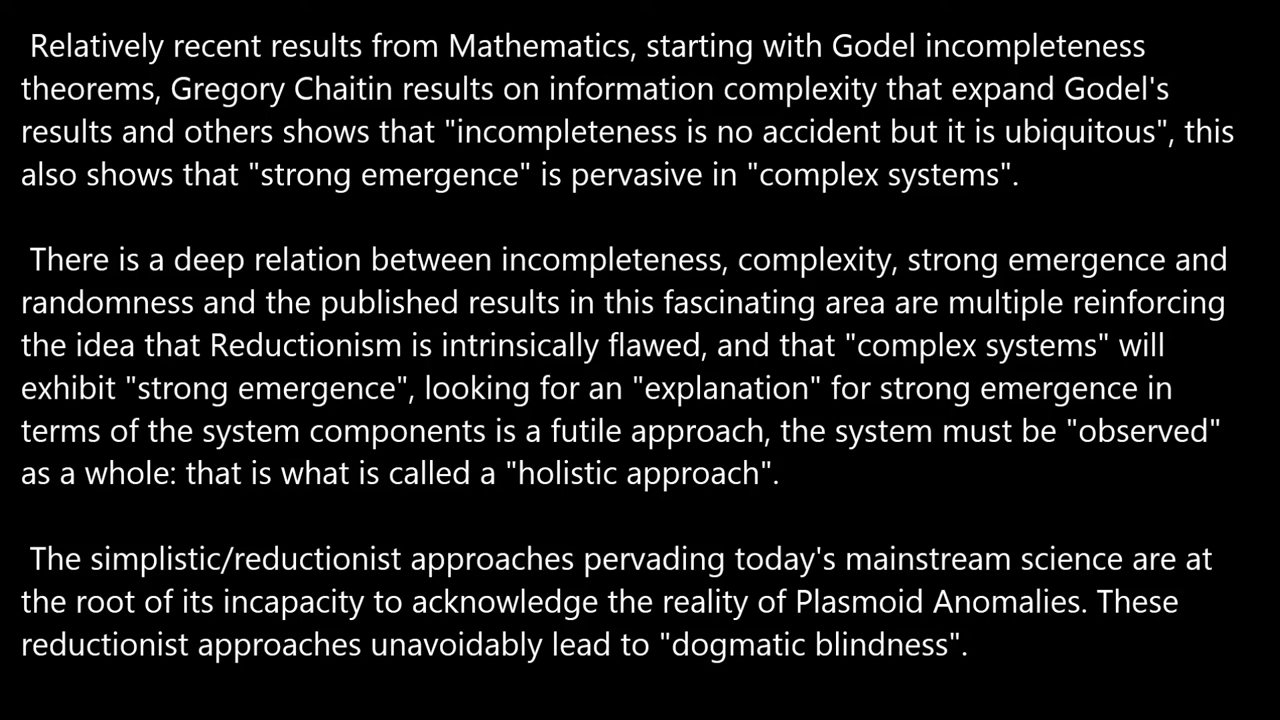 Relatively recent results from Mathematics, starting with Godel incompleteness
theorems, Gregory Chaitin results on information complexity that expand Godel's
results and others shows that "incompleteness is no accident but it is ubiquitous", this
also shows that "strong emergence" is pervasive in "complex systems".
There is a deep relation between incompleteness, complexity, strong emergence and
randomness and the published results in this fascinating area are multiple reinforcing
the idea that Reductionism is intrinsically flawed, and that "complex systems" will
exhibit "strong emergence", looking for an "explanation" for strong emergence in
terms of the system components is a futile approach, the system must be "observed"
as a whole: that is what is called a "holistic approach".
The simplistic/reductionist approaches pervading today's mainstream science are at
the root of its incapacity to acknowledge the reality of Plasmoid Anomalies. These
reductionist approaches unavoidably lead to "dogmatic blindness".